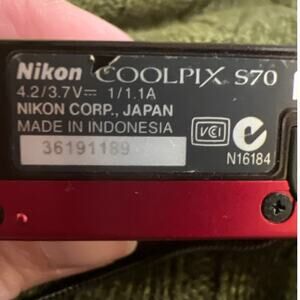 Nikon COOLPIX S70
4.2/3.7V⎓ 1/1.1A
NIKON CORP., JAPAN
MADE IN INDONESIA
VCCI
36191189
N16184